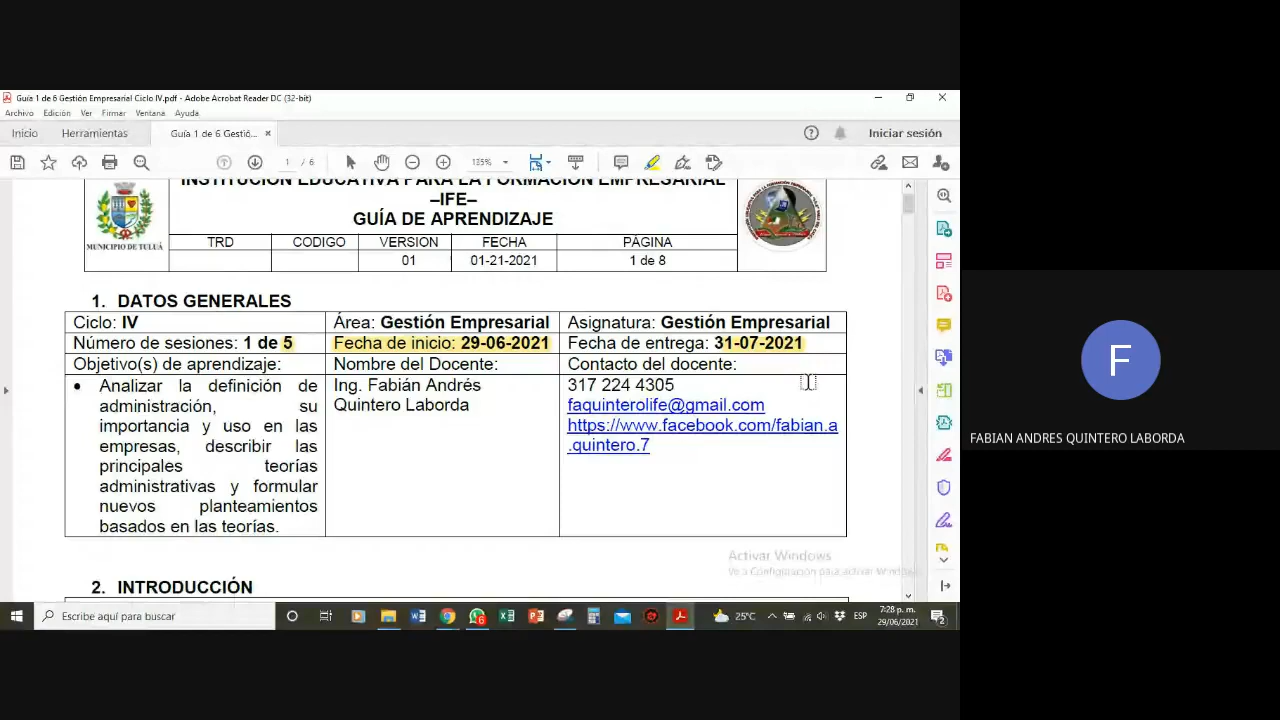 Guía 1 de 6 Gestión Empresarial Ciclo IV.pdf - Adobe Acrobat Reader DC (32-bit)
Archivo Edición Ver Firmar Ventana Ayuda
Inicio Herramientas Guía 1 de 6 Gestió... × Iniciar sesión
1 / 6 135%
INSTITUCIÓN EDUCATIVA PARA LA FORMACIÓN EMPRESARIAL
–IFE–
GUÍA DE APRENDIZAJE
MUNICIPIO DE TULUÁ
TRD CODIGO VERSION FECHA PÁGINA
01 01-21-2021 1 de 8
1. DATOS GENERALES
Ciclo: IV Área: Gestión Empresarial Asignatura: Gestión Empresarial
Número de sesiones: 1 de 5 Fecha de inicio: 29-06-2021 Fecha de entrega: 31-07-2021
Objetivo(s) de aprendizaje: Nombre del Docente: Contacto del docente:
• Analizar la definición de
administración, su
importancia y uso en las
empresas, describir las
principales teorías
administrativas y formular
nuevos planteamientos
basados en las teorías.
Ing. Fabián Andrés
Quintero Laborda
317 224 4305
faquinterolife@gmail.com
https://www.facebook.com/fabian.a
.quintero.7
Activar Windows
Ve a Configuración para activar Windows
2. INTRODUCCIÓN
Escribe aquí para buscar
25°C ESP
7:28 p. m.
29/06/2021
F
FABIAN ANDRES QUINTERO LABORDA